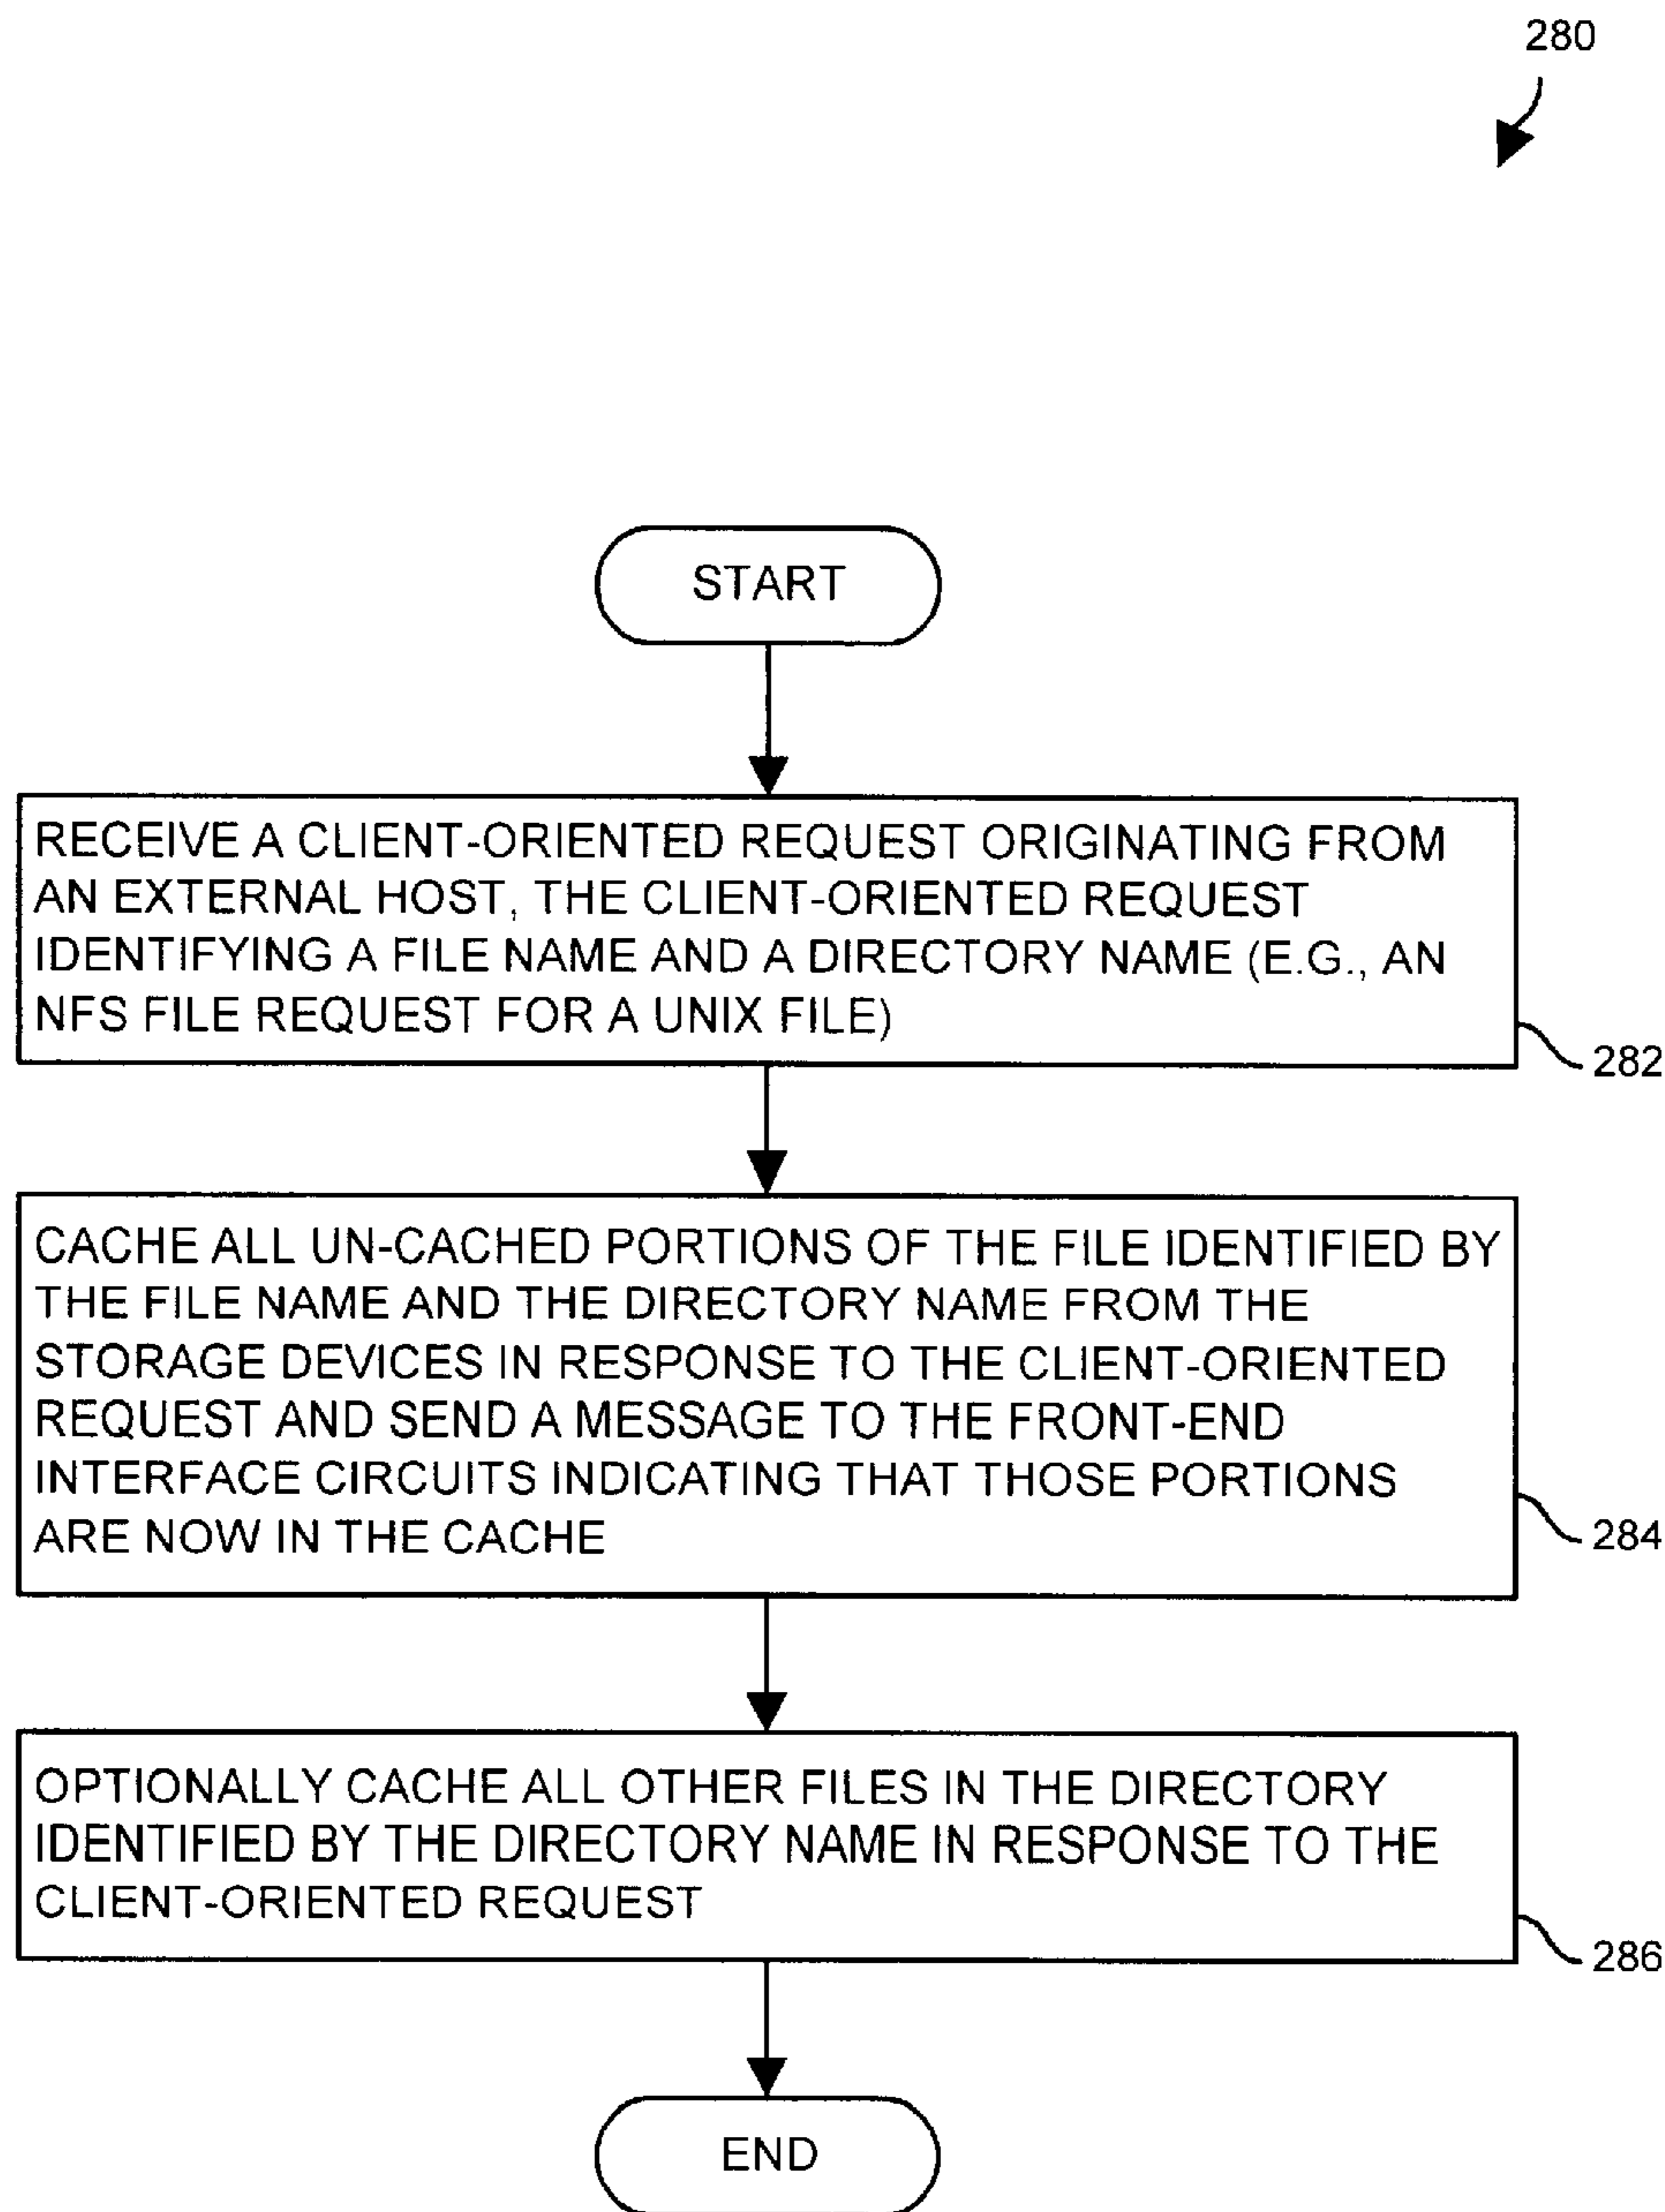 280
START
RECEIVE A CLIENT-ORIENTED REQUEST ORIGINATING FROM
AN EXTERNAL HOST, THE CLIENT-ORIENTED REQUEST
IDENTIFYING A FILE NAME AND A DIRECTORY NAME (E.G., AN
NFS FILE REQUEST FOR A UNIX FILE)
282
CACHE ALL UN-CACHED PORTIONS OF THE FILE IDENTIFIED BY
THE FILE NAME AND THE DIRECTORY NAME FROM THE
STORAGE DEVICES IN RESPONSE TO THE CLIENT-ORIENTED
REQUEST AND SEND A MESSAGE TO THE FRONT-END
INTERFACE CIRCUITS INDICATING THAT THOSE PORTIONS
ARE NOW IN THE CACHE
284
OPTIONALLY CACHE ALL OTHER FILES IN THE DIRECTORY
IDENTIFIED BY THE DIRECTORY NAME IN RESPONSE TO THE
CLIENT-ORIENTED REQUEST
286
END